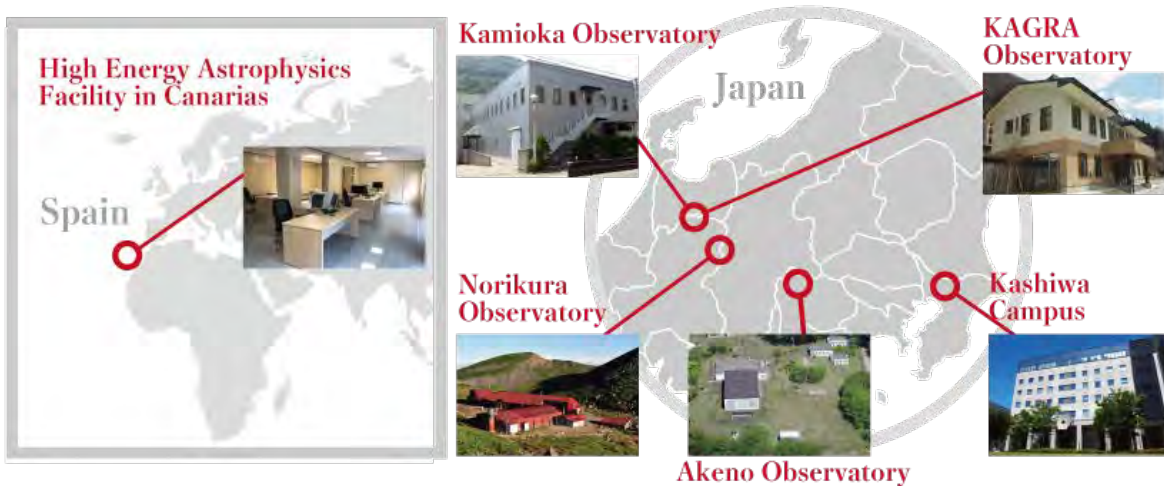 High Energy Astrophysics
Facility in Canarias
Spain
Kamioka Observatory
Japan
KAGRA
Observatory
Norikura
Observatory
Kashiwa
Campus
Akeno Observatory